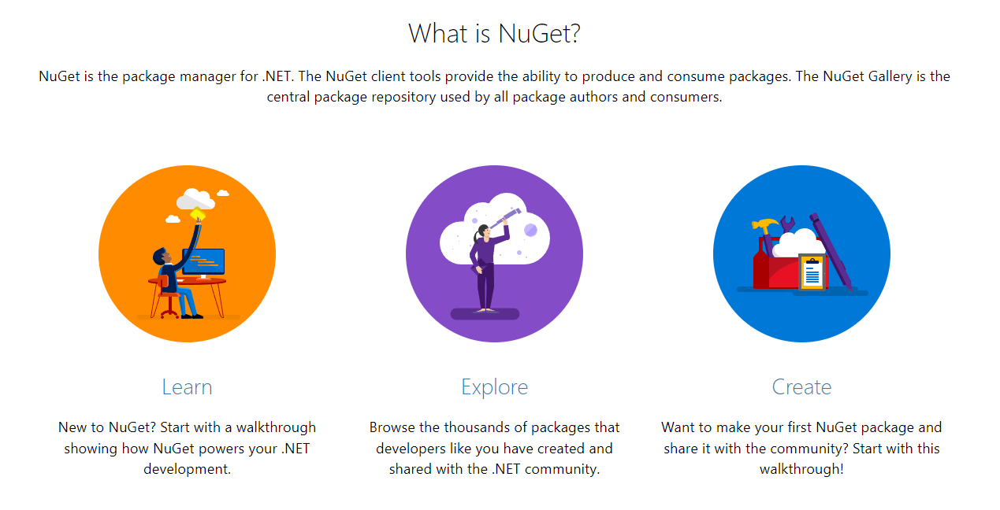 What is NuGet?
NuGet is the package manager for .NET. The NuGet client tools provide the ability to produce and consume packages. The NuGet Gallery is the
central package repository used by all package authors and consumers.
Learn
New to NuGet? Start with a walkthrough
showing how NuGet powers your .NET
development.
Explore
Browse the thousands of packages that
developers like you have created and
shared with the .NET community.
Create
Want to make your first NuGet package and
share it with the community? Start with this
walkthrough!